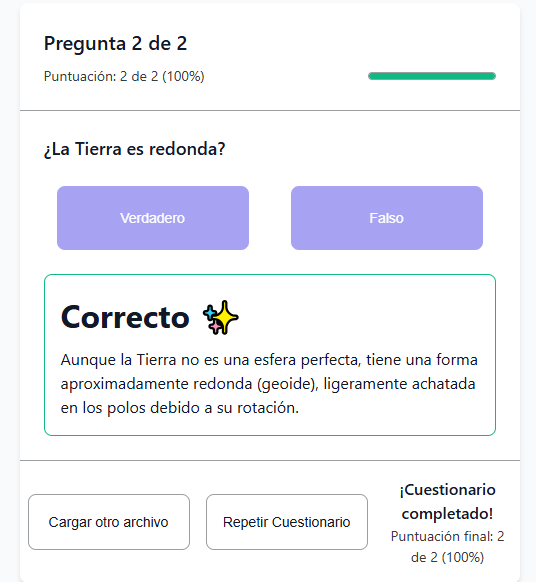 Pregunta 2 de 2
Puntuación: 2 de 2 (100%)
¿La Tierra es redonda?
Verdadero
Falso
Correcto
Aunque la Tierra no es una esfera perfecta, tiene una forma
aproximadamente redonda (geoide), ligeramente achatada
en los polos debido a su rotación.
Cargar otro archivo
Repetir Cuestionario
¡Cuestionario
completado!
Puntuación final: 2
de 2 (100%)